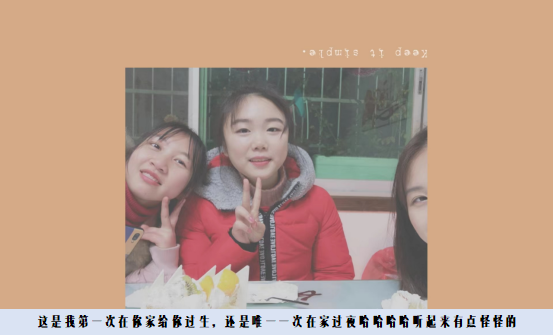 Keep it simple.
这是我第一次在你家给你过生，还是唯一一次在家过夜哈哈哈哈听起来有点怪怪的